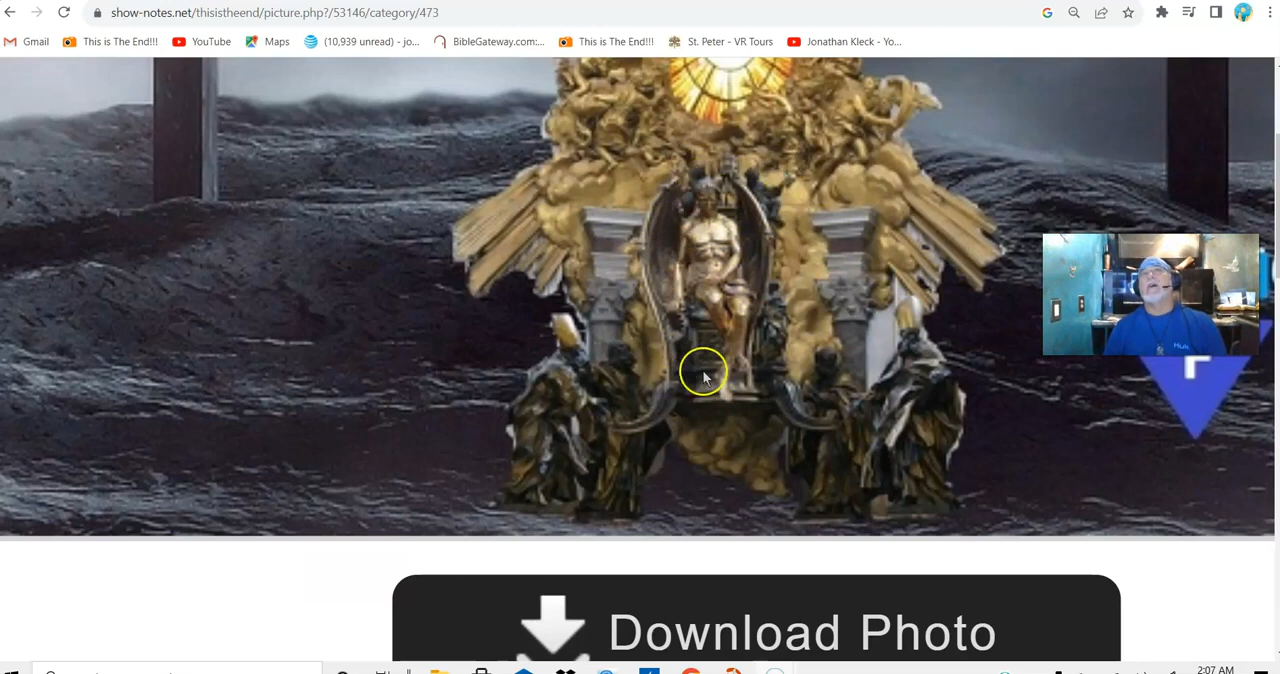 show-notes.net/thisistheend/picture.php?/53146/category/473
Gmail This is The End!!! YouTube Maps (10,939 unread) - jo... BibleGateway.com:... This is The End!!! St. Peter - VR Tours Jonathan Kleck - Yo...
Download Photo
2:07 AM